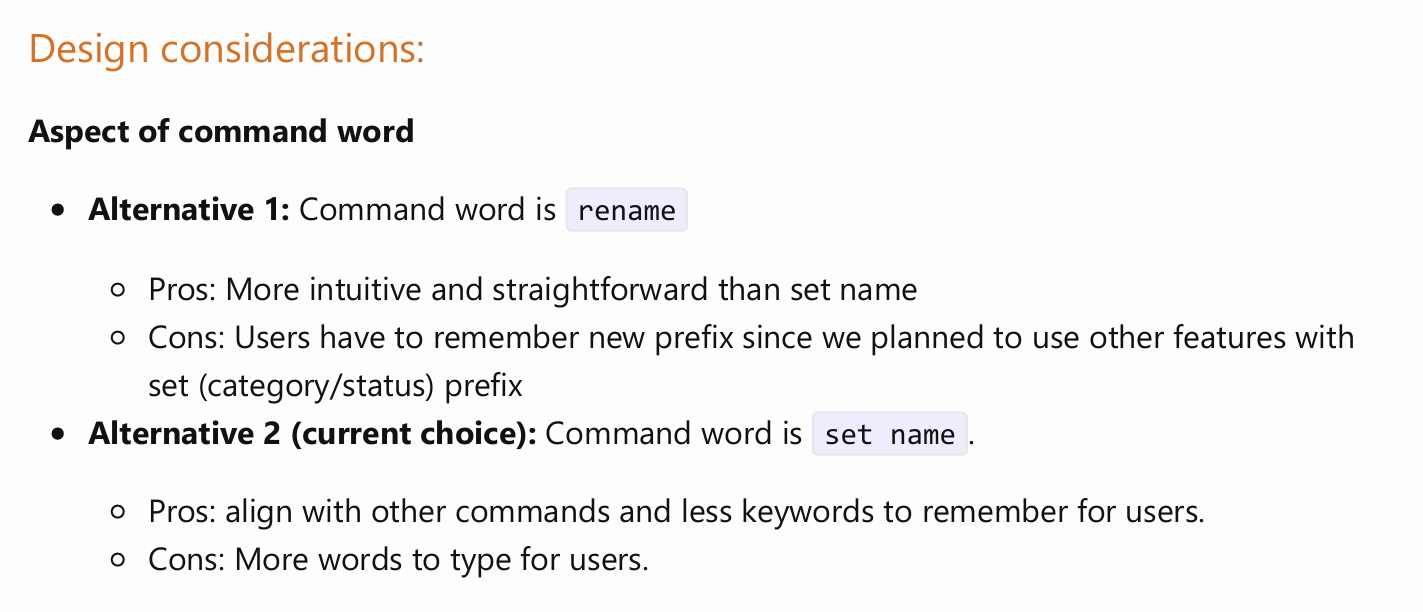 Design considerations:
Aspect of command word
• Alternative 1: Command word is rename
○ Pros: More intuitive and straightforward than set name
○ Cons: Users have to remember new prefix since we planned to use other features with
set (category/status) prefix
• Alternative 2 (current choice): Command word is set name.
○ Pros: align with other commands and less keywords to remember for users.
○ Cons: More words to type for users.